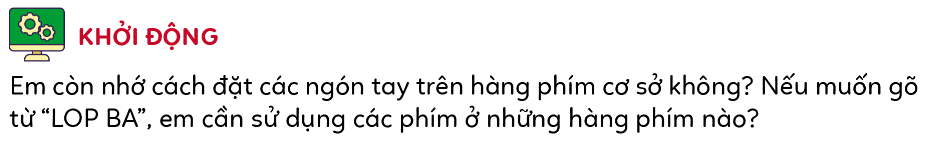 KHỞI ĐỘNG
Em còn nhớ cách đặt các ngón tay trên hàng phím cơ sở không? Nếu muốn gõ
từ “LOP BA”, em cần sử dụng các phím ở những hàng phím nào?